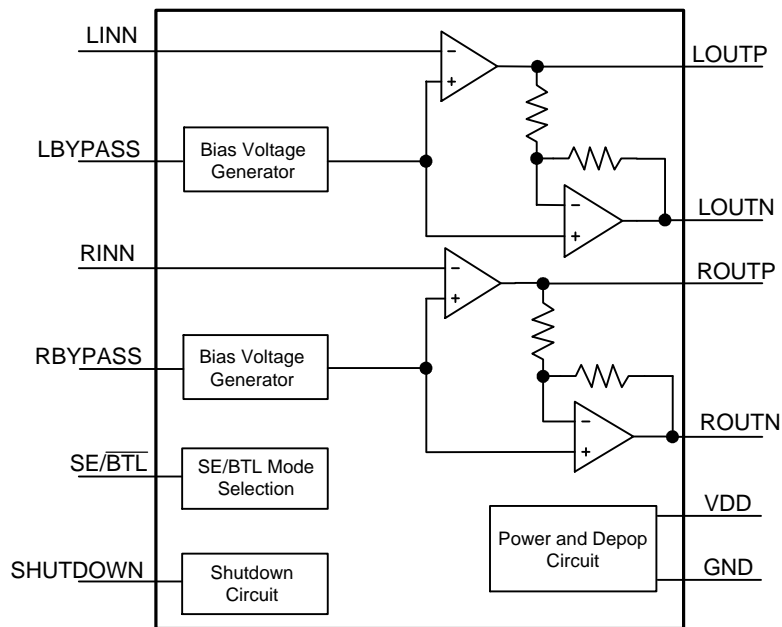 LINN
LOUTP
LBYPASS
Bias Voltage
Generator
LOUTN
RINN
ROUTP
RBYPASS
Bias Voltage
Generator
ROUTN
SE/B̅T̅L̅
SE/BTL Mode
Selection
VDD
Power and Depop
Circuit
GND
SHUTDOWN
Shutdown
Circuit
−
+
−
+
−
+
−
+